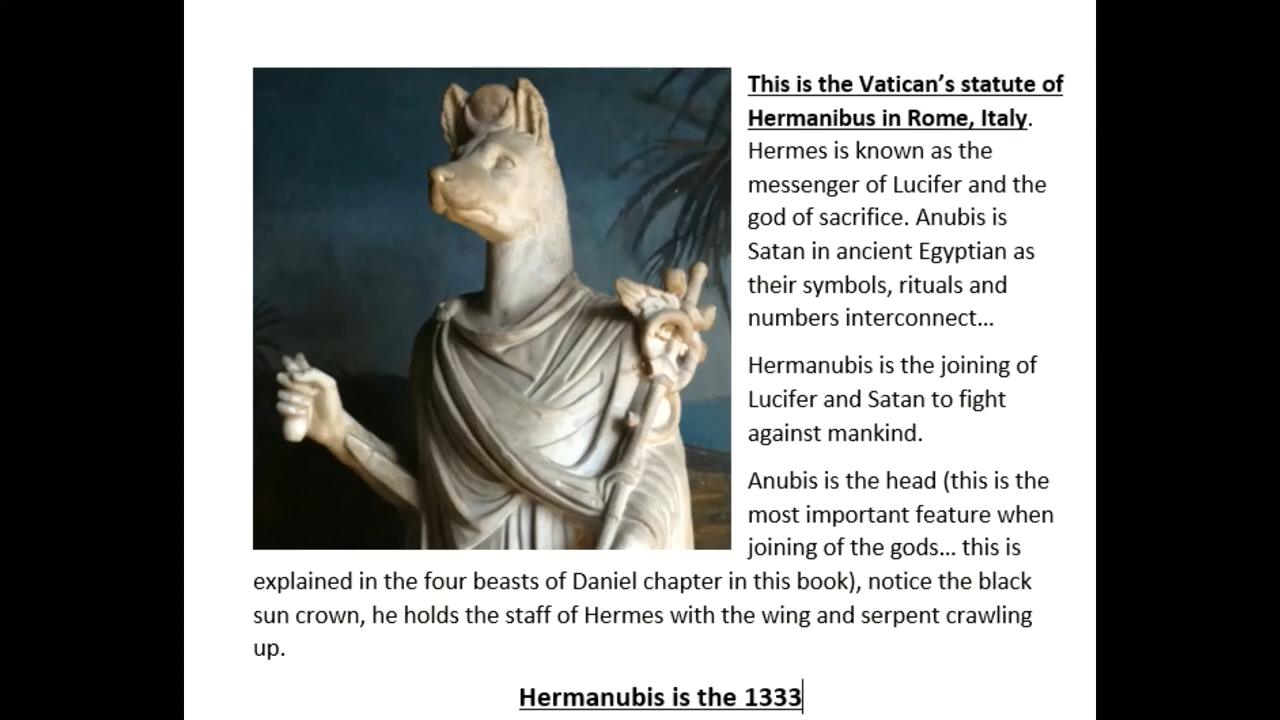 This is the Vatican’s statute of
Hermanibus in Rome, Italy.
Hermes is known as the
messenger of Lucifer and the
god of sacrifice. Anubis is
Satan in ancient Egyptian as
their symbols, rituals and
numbers interconnect…
Hermanubis is the joining of
Lucifer and Satan to fight
against mankind.
Anubis is the head (this is the
most important feature when
joining of the gods… this is
explained in the four beasts of Daniel chapter in this book), notice the black
sun crown, he holds the staff of Hermes with the wing and serpent crawling
up.
Hermanubis is the 1333